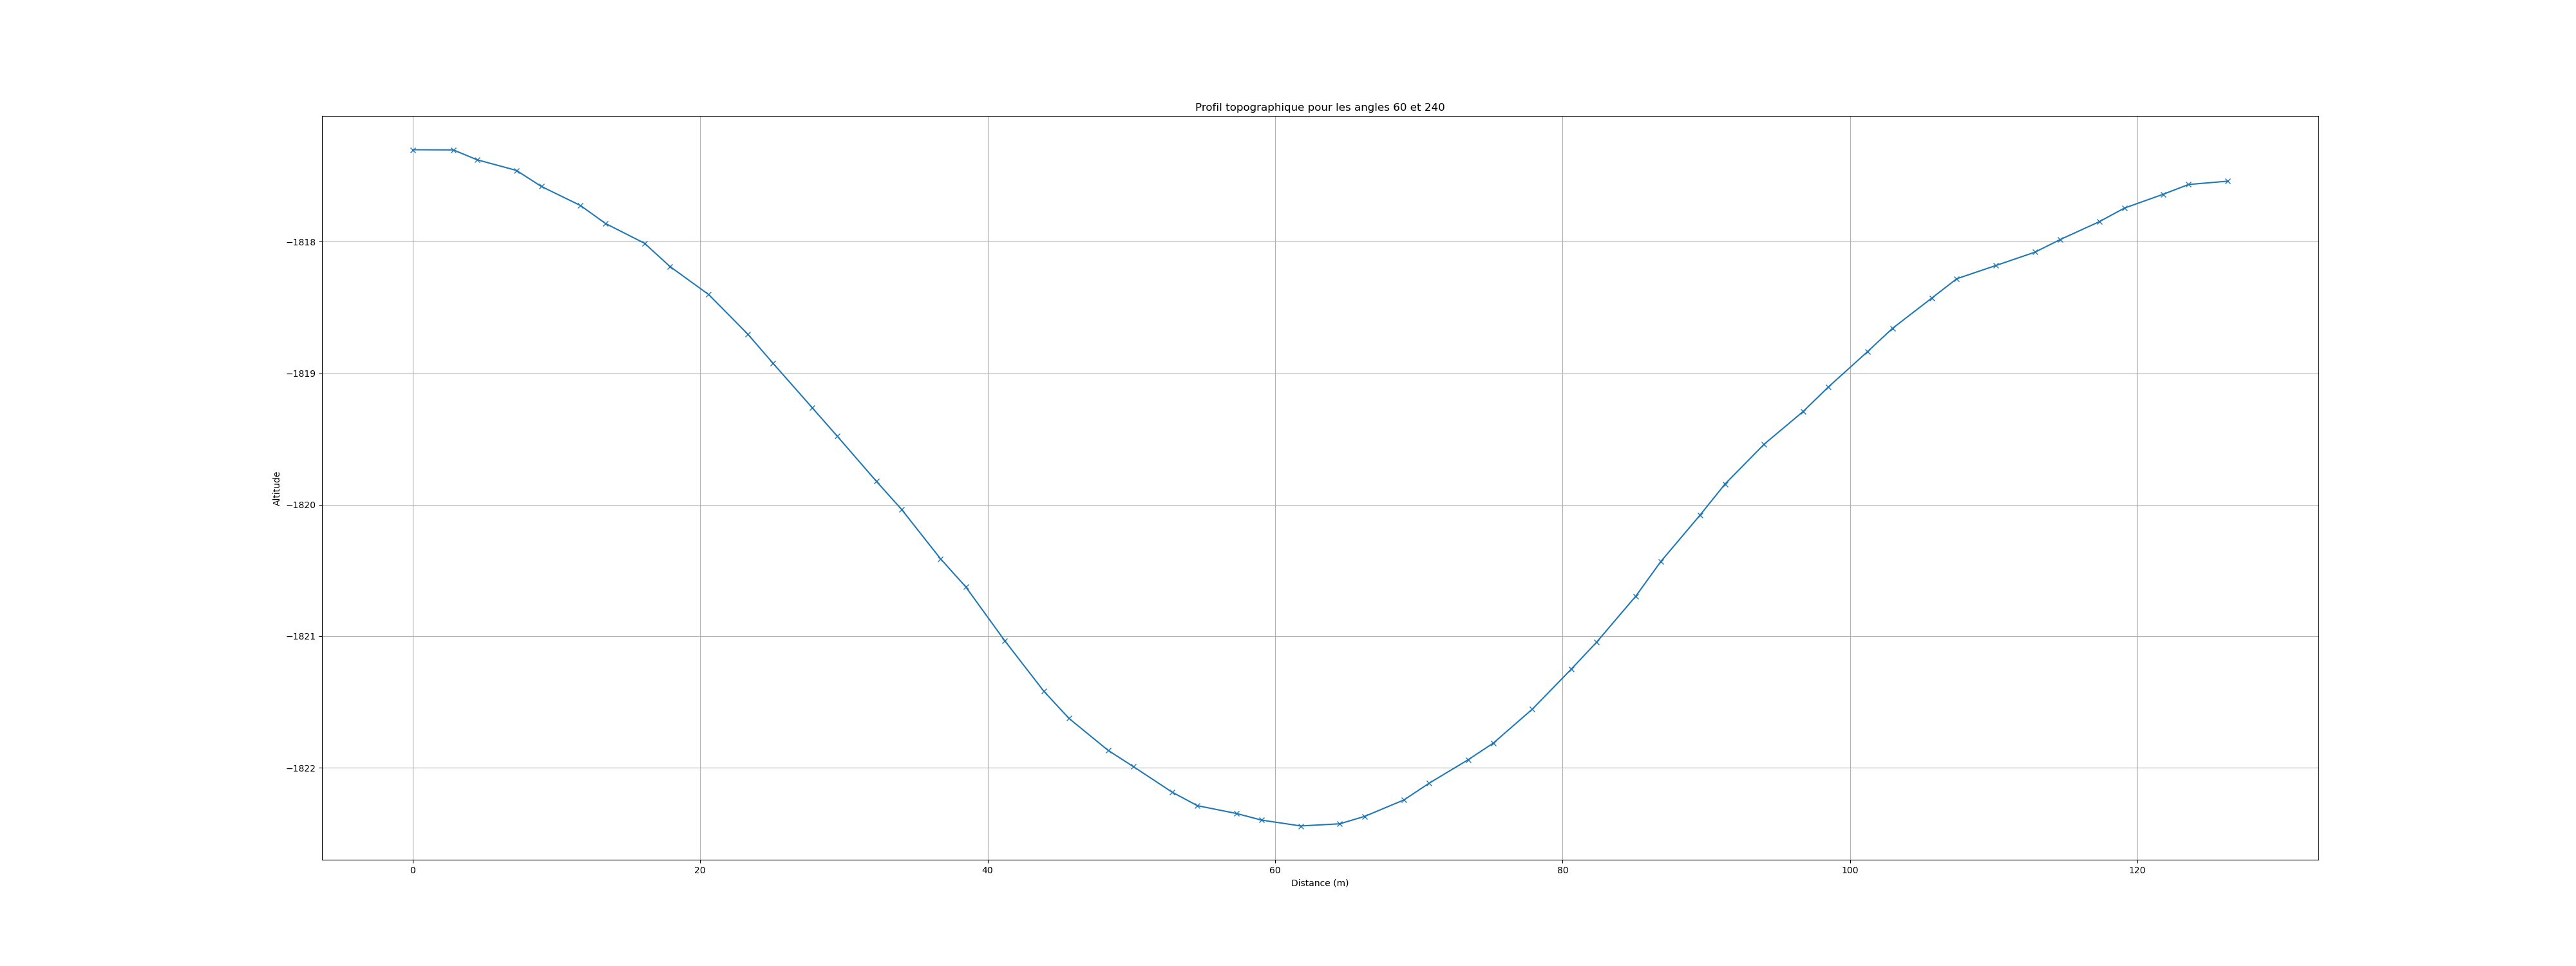 Profil topographique pour les angles 60 et 240
Altitude
−1818
−1819
−1820
−1821
−1822
0 20 40 60 80 100 120
Distance (m)